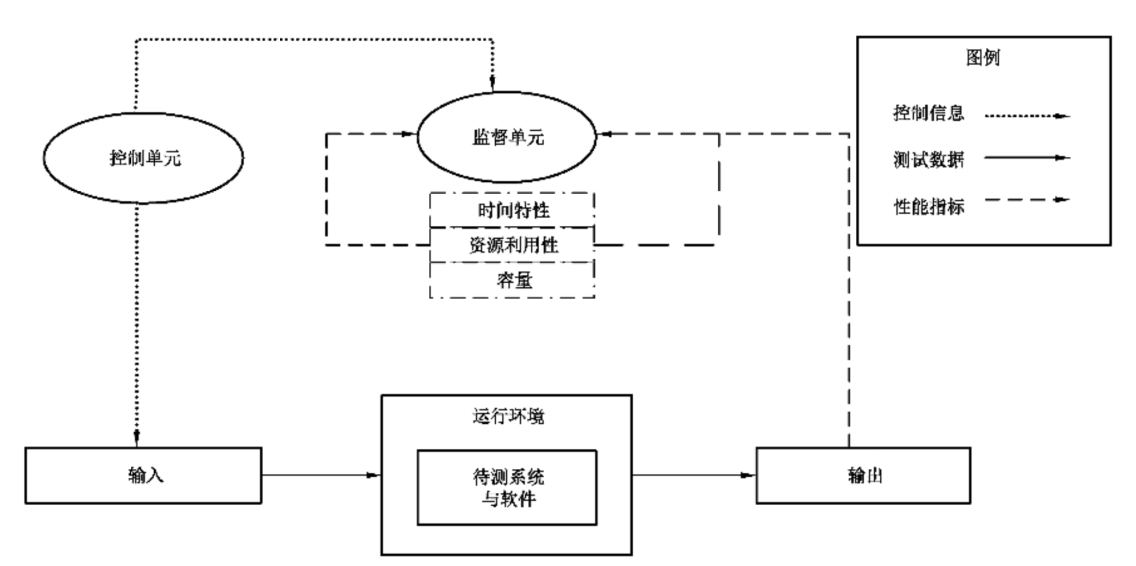 图例
控制信息
测试数据
性能指标
控制单元
监督单元
时间特性
资源利用性
容量
运行环境
输入
待测系统
与软件
输出